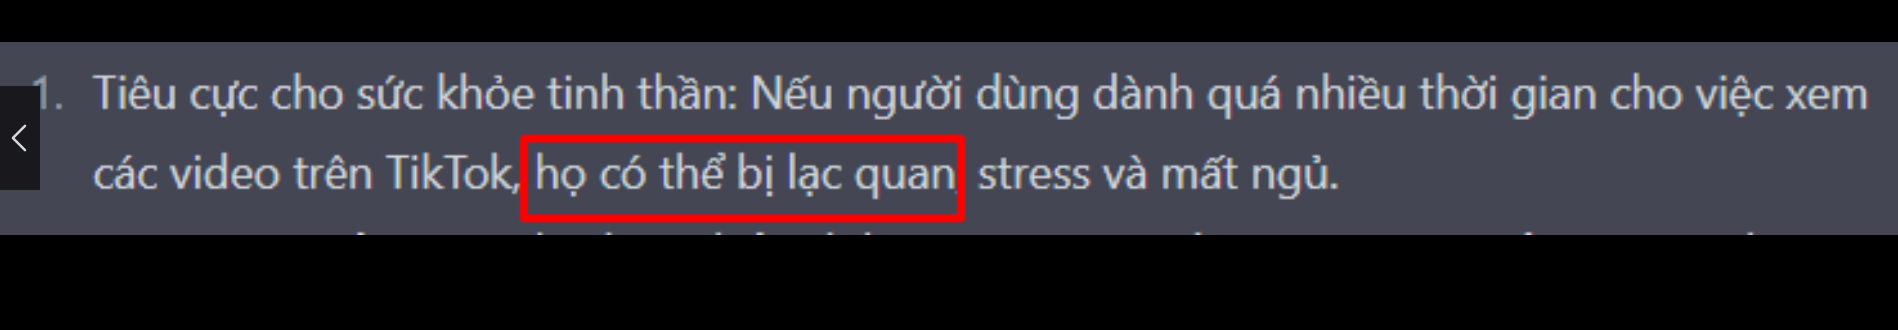 1. Tiêu cực cho sức khỏe tinh thần: Nếu người dùng dành quá nhiều thời gian cho việc xem
các video trên TikTok, họ có thể bị lạc quan, stress và mất ngủ.